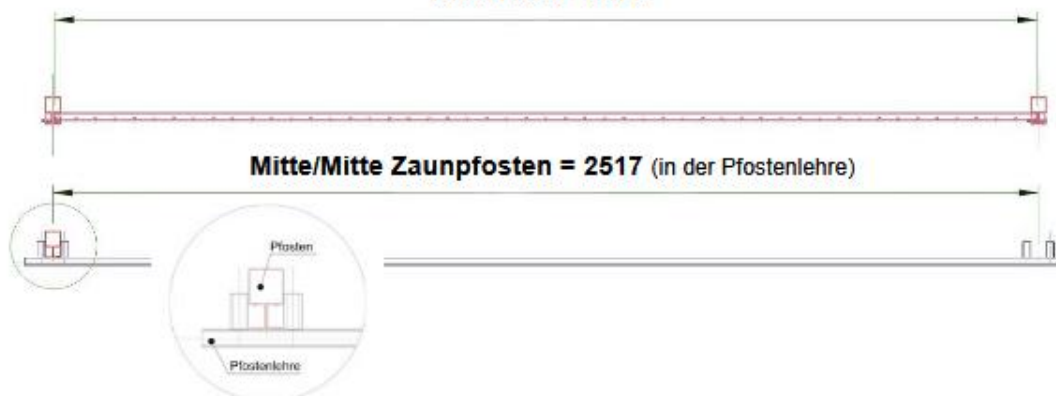 Mitte/Mitte Zaunpfosten = 2517 (in der Pfostenlehre)
Pfosten
Pfostenlehre